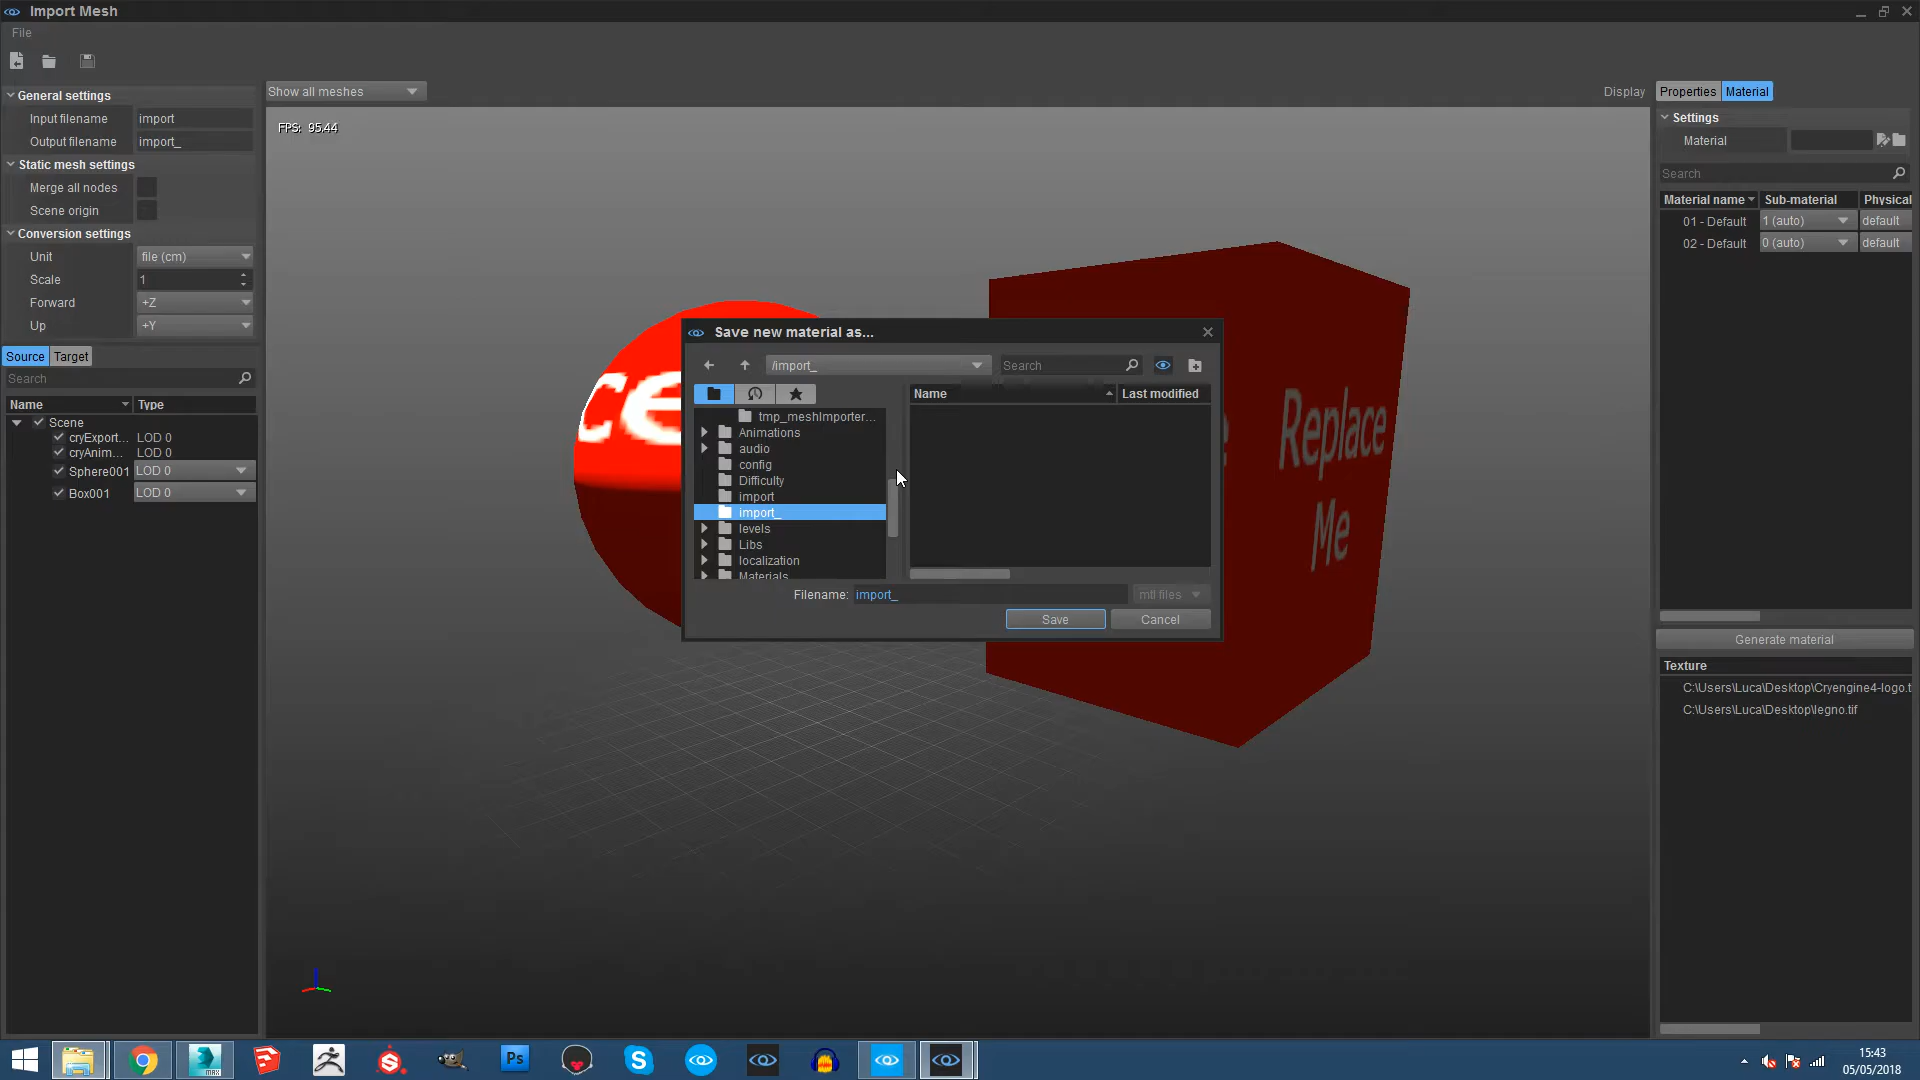 Import Mesh
File
General settings
Input filename import
Output filename import_
Static mesh settings
Merge all nodes
Scene origin
Conversion settings
Unit file (cm)
Scale 1
Forward +Z
Up +Y
Source Target
Search
Name Type
Scene
cryExport... LOD 0
cryAnim... LOD 0
Sphere001 LOD 0
Box001 LOD 0
Show all meshes
Display
FPS: 95,44
ce
Replace
Me
Save new material as...
/import_
Search
tmp_meshImporter...
Animations
audio
config
Difficulty
import
import_
levels
Libs
localization
Materials
Name Last modified
Filename: import_ mtl files
Save Cancel
Properties Material
Settings
Material
Search
Material name Sub-material Physical
01 - Default 1 (auto) default
02 - Default 0 (auto) default
Generate material
Texture
C:\Users\Luca\Desktop\Cryengine4-logo.t
C:\Users\Luca\Desktop\legno.tif
MAX
Ps
15:43
05/05/2018